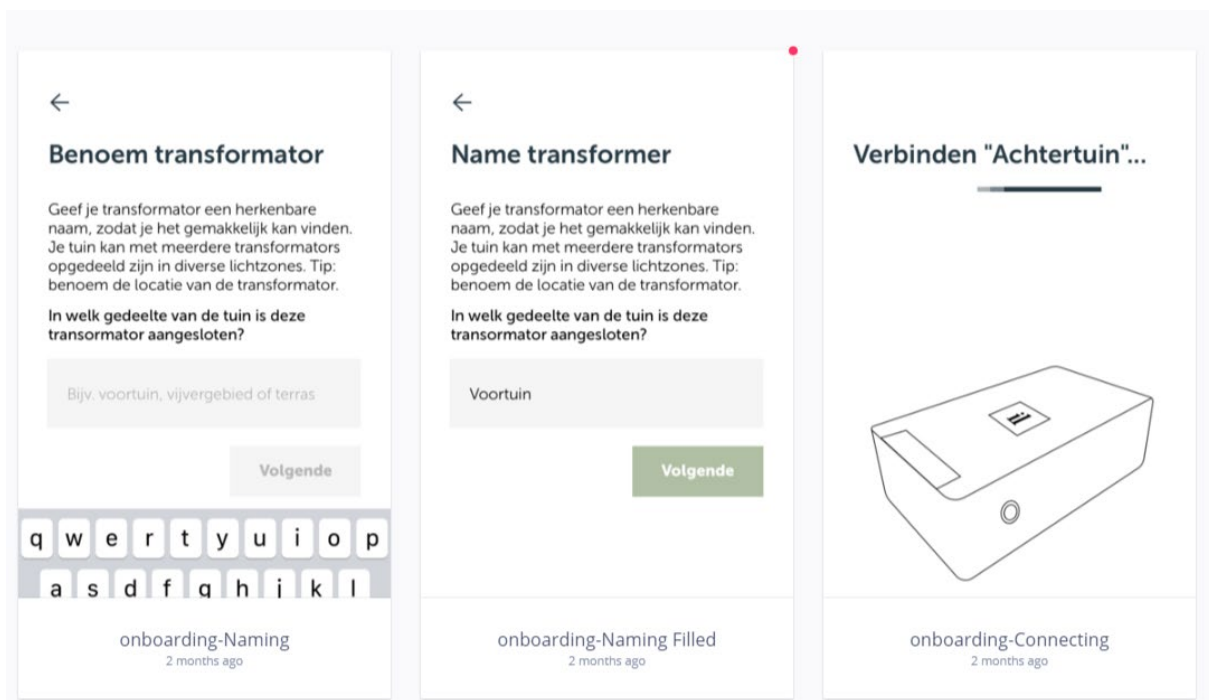 Benoem transformator
Geef je transformator een herkenbare
naam, zodat je het gemakkelijk kan vinden.
Je tuin kan met meerdere transformators
opgedeeld zijn in diverse lichtzones. Tip:
benoem de locatie van de transformator.
In welk gedeelte van de tuin is deze
transormator aangesloten?
Bijv. voortuin, vijvergebied of terras
Volgende
q w e r t y u i o p
a s d f g h j k l
onboarding-Naming
2 months ago
Name transformer
Geef je transformator een herkenbare
naam, zodat je het gemakkelijk kan vinden.
Je tuin kan met meerdere transformators
opgedeeld zijn in diverse lichtzones. Tip:
benoem de locatie van de transformator.
In welk gedeelte van de tuin is deze
transormator aangesloten?
Voortuin
Volgende
onboarding-Naming Filled
2 months ago
Verbinden "Achtertuin"...
onboarding-Connecting
2 months ago